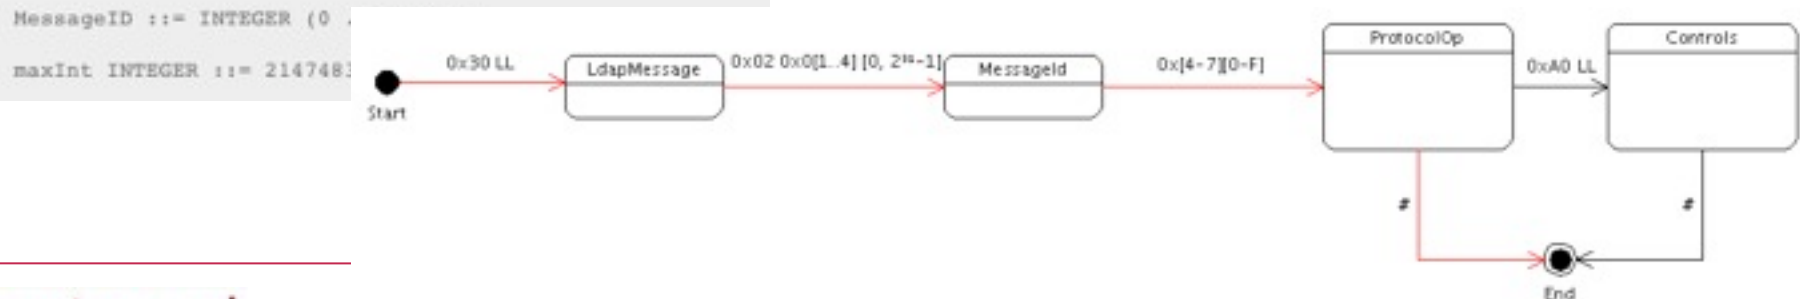 MessageID ::= INTEGER (0 .
maxInt INTEGER ::= 2147483
0x30 LL
Start
LdapMessage
0x02 0x0[1..4] [0, 2³¹-1]
MessageId
0x[4-7][0-F]
ProtocolOp
0xA0 LL
Controls
#
#
End